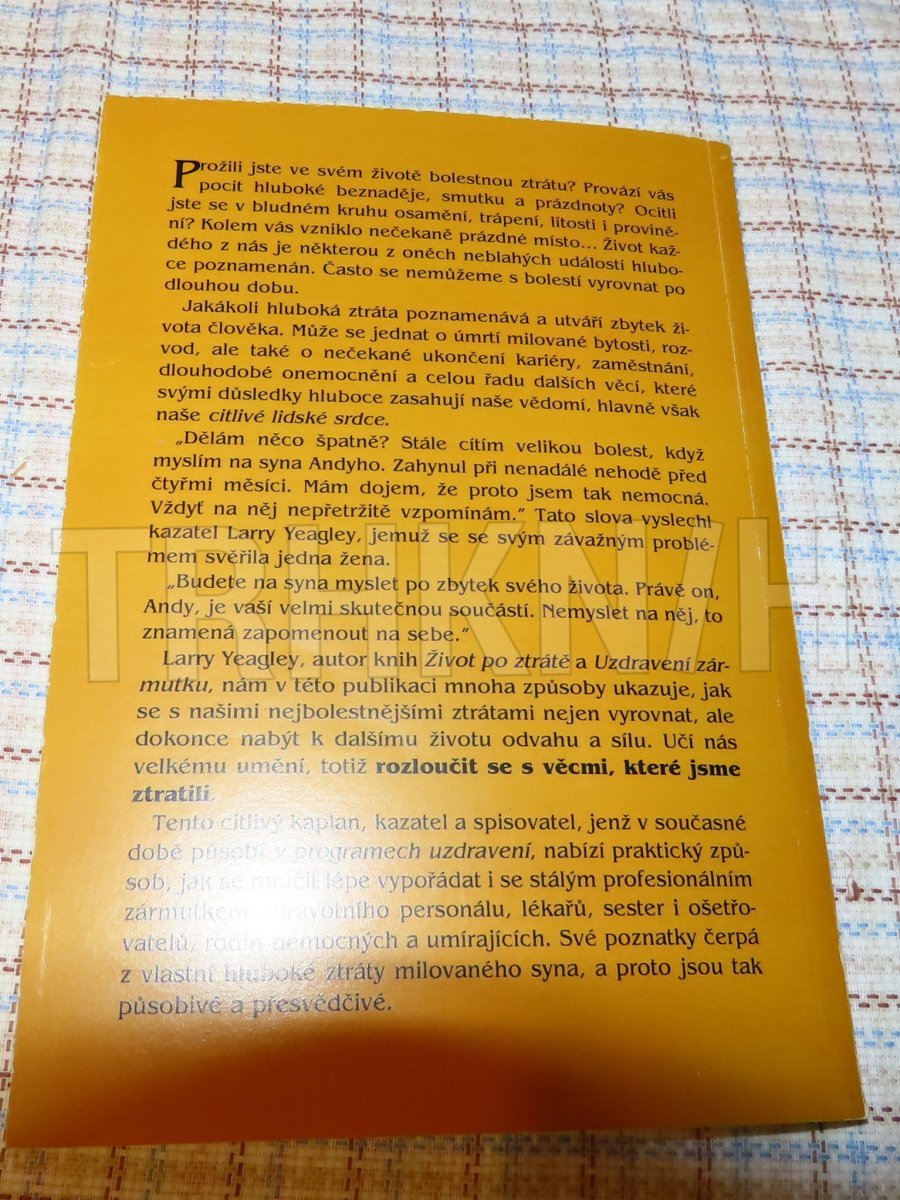 Prožili jste ve svém životě bolestnou ztrátu? Provází vás
pocit hluboké beznaděje, smutku a prázdnoty? Ocitli
jste se v bludném kruhu osamění, trápení, lítosti i provině-
ní? Kolem vás vzniklo nečekaně prázdné místo... Život kaž-
dého z nás je některou z oněch neblahých událostí hlubo-
ce poznamenán. Často se nemůžeme s bolestí vyrovnat po
dlouhou dobu.
Jakákoli hluboká ztráta poznamenává a utváří zbytek ži-
vota člověka. Může se jednat o úmrtí milované bytosti, roz-
vod, ale také o nečekané ukončení kariéry, zaměstnání,
dlouhodobé onemocnění a celou řadu dalších věcí, které
svými důsledky hluboce zasahují naše vědomí, hlavně však
naše citlivé lidské srdce.
„Dělám něco špatně? Stále cítím velikou bolest, když
myslím na syna Andyho. Zahynul při nenadálé nehodě před
čtyřmi měsíci. Mám dojem, že proto jsem tak nemocná.
Vždyť na něj nepřetržitě vzpomínám.“ Tato slova vyslechl
kazatel Larry Yeagley, jemuž se se svým závažným problé-
mem svěřila jedna žena.
„Budete na syna myslet po zbytek svého života. Právě on,
Andy, je vaší velmi skutečnou součástí. Nemyslet na něj, to
znamená zapomenout na sebe.“
Larry Yeagley, autor knih Život po ztrátě a Uzdravení zár-
mutku, nám v této publikaci mnoha způsoby ukazuje, jak
se s našimi nejbolestnějšími ztrátami nejen vyrovnat, ale
dokonce nabýt k dalšímu životu odvahu a sílu. Učí nás
velkému umění, totiž rozloučit se s věcmi, které jsme
ztratili.
Tento citlivý kaplan, kazatel a spisovatel, jenž v současné
době působí v programech uzdravení, nabízí praktický způ-
sob, jak se naučit lépe vypořádat i se stálým profesionálním
zármutkem zdravotního personálu, lékařů, sester i ošetřo-
vatelů, rodin nemocných a umírajících. Své poznatky čerpá
z vlastní hluboké ztráty milovaného syna, a proto jsou tak
působivé a přesvědčivé.
TRHKNIH